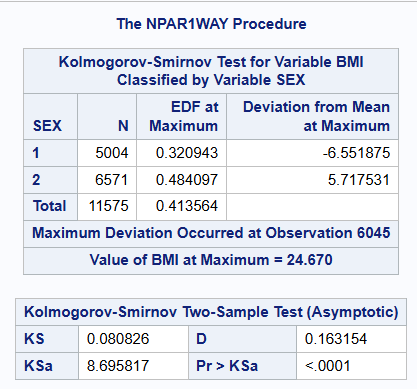 The NPAR1WAY Procedure
Kolmogorov-Smirnov Test for Variable BMI
Classified by Variable SEX
SEX N EDF at Maximum Deviation from Mean at Maximum
1 5004 0.320943 -6.551875
2 6571 0.484097 5.717531
Total 11575 0.413564
Maximum Deviation Occurred at Observation 6045
Value of BMI at Maximum = 24.670
Kolmogorov-Smirnov Two-Sample Test (Asymptotic)
KS 0.080826 D 0.163154
KSa 8.695817 Pr > KSa <.0001